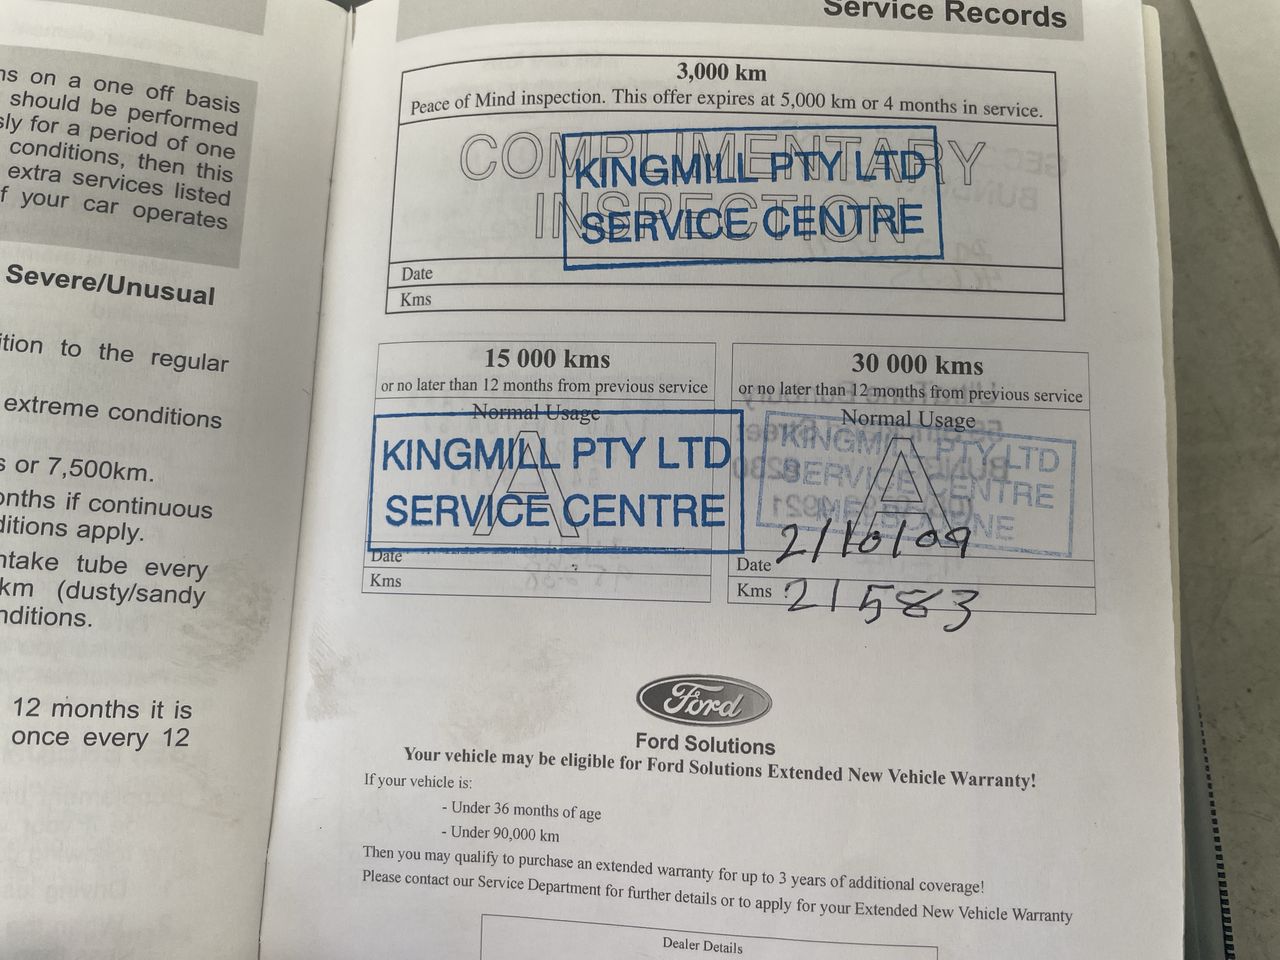 ns on a one off basis
should be performed
sly for a period of one
conditions, then this
extra services listed
f your car operates
Severe/Unusual
ition to the regular
extreme conditions
s or 7,500km.
onths if continuous
ditions apply.
ntake tube every
km (dusty/sandy
nditions.
12 months it is
once every 12
Service Records
3,000 km
Peace of Mind inspection. This offer expires at 5,000 km or 4 months in service.
COMPLIMENTARY
INSPECTION
KINGMILL PTY LTD
SERVICE CENTRE
Date
Kms
15 000 kms
or no later than 12 months from previous service
Normal Usage
A
KINGMILL PTY LTD
SERVICE CENTRE
Date
Kms
30 000 kms
or no later than 12 months from previous service
Normal Usage
A
KINGMILL PTY LTD
SERVICE CENTRE
MELBOURNE
Date 2/10/09
Kms 21583
Ford
Ford Solutions
Your vehicle may be eligible for Ford Solutions Extended New Vehicle Warranty!
If your vehicle is:
- Under 36 months of age
- Under 90,000 km
Then you may qualify to purchase an extended warranty for up to 3 years of additional coverage!
Please contact our Service Department for further details or to apply for your Extended New Vehicle Warranty
Dealer Details